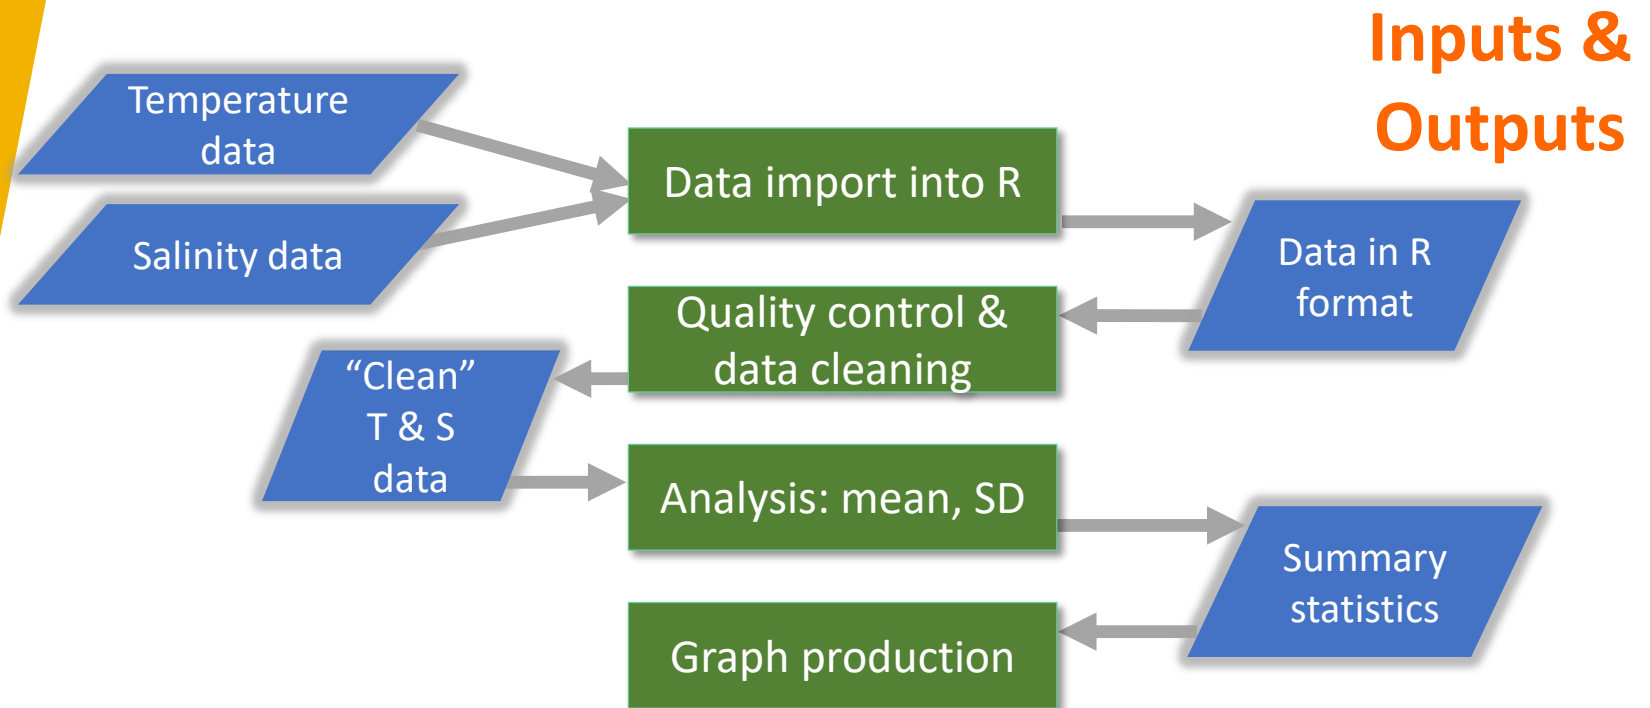 Inputs &
Outputs
Temperature
data
Salinity data
Data import into R
Data in R
format
Quality control &
data cleaning
“Clean”
T & S
data
Analysis: mean, SD
Summary
statistics
Graph production